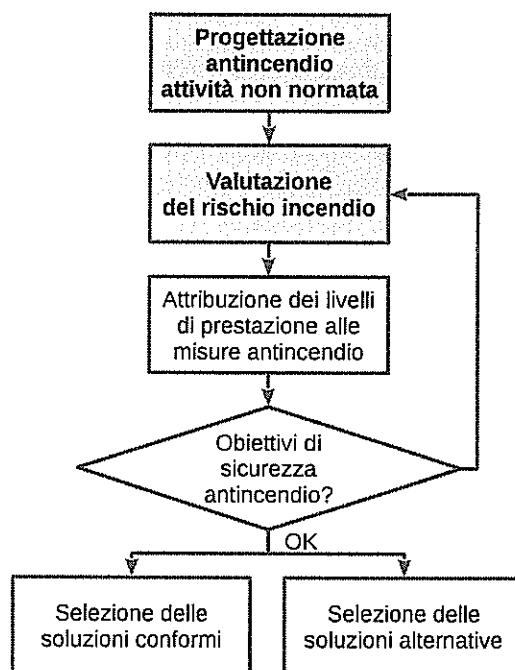 Progettazione
antincendio
attività non normata
Valutazione
del rischio incendio
Attribuzione dei livelli
di prestazione alle
misure antincendio
Obiettivi di
sicurezza
antincendio?
OK
Selezione delle
soluzioni conformi
Selezione delle
soluzioni alternative